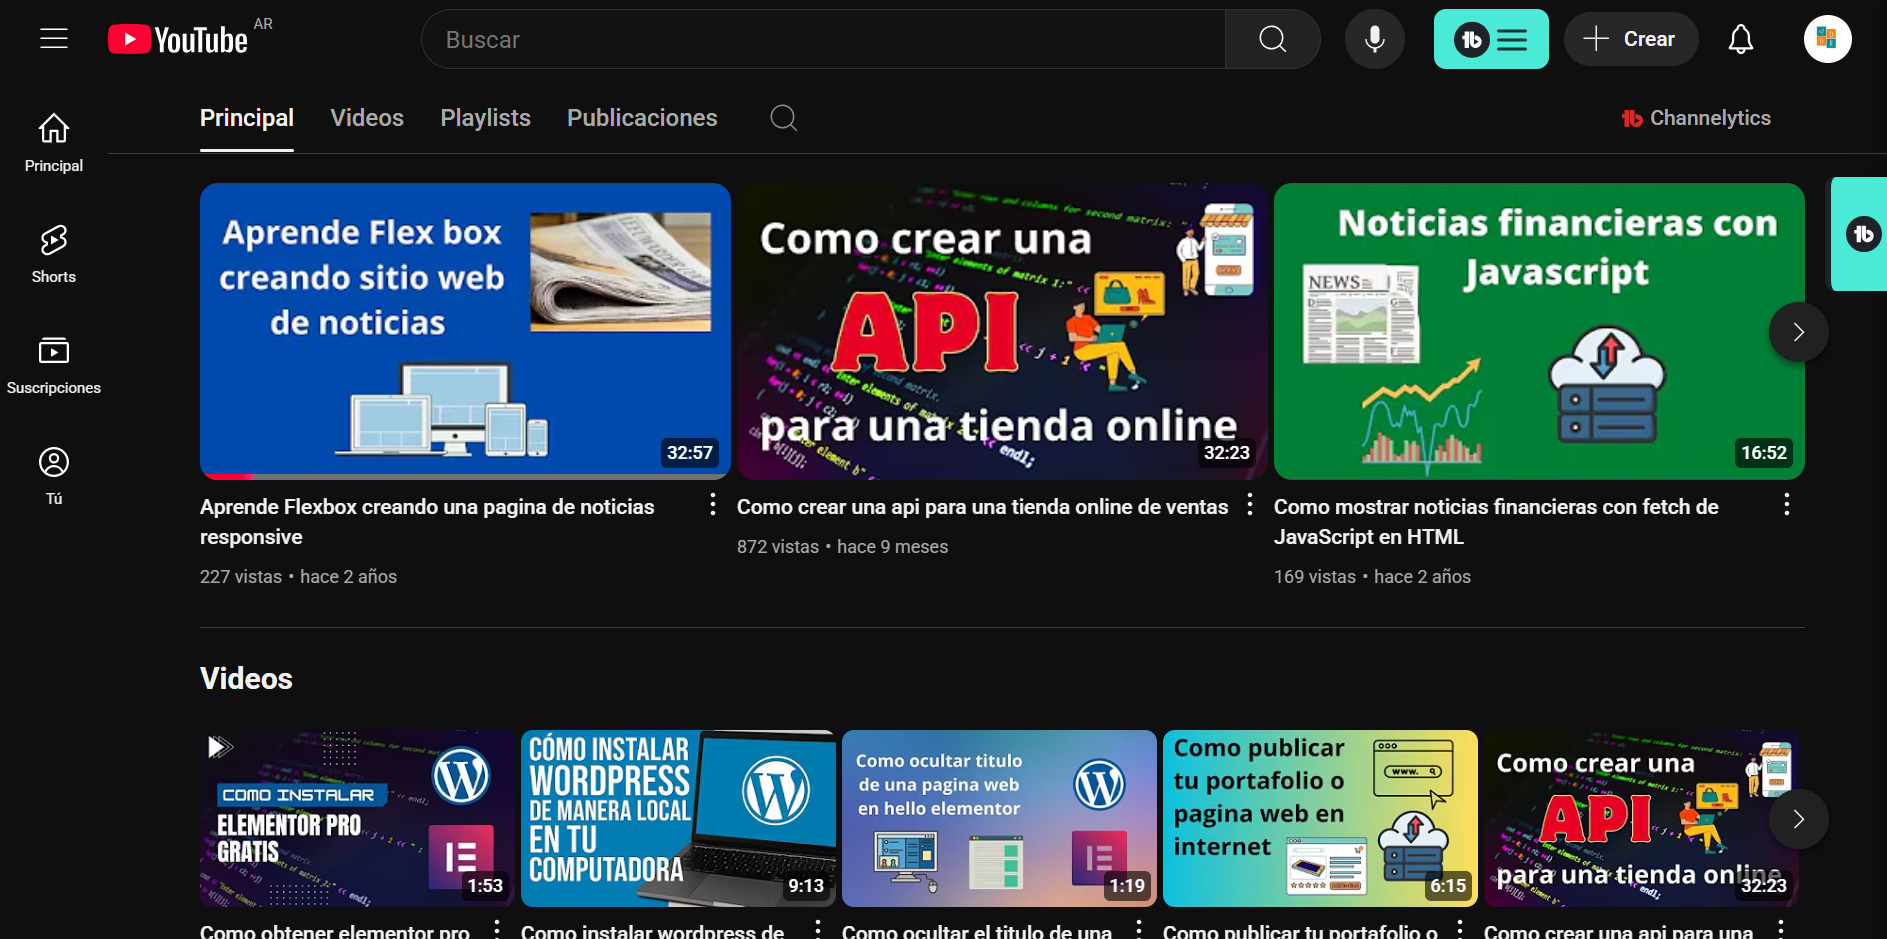 YouTube AR
Buscar
Crear
Principal
Shorts
Suscripciones
Tú
Principal Videos Playlists Publicaciones
Channelytics
Aprende Flex box
creando sitio web
de noticias
32:57
Aprende Flexbox creando una pagina de noticias
responsive
227 vistas • hace 2 años
Como crear una
API
para una tienda online
32:23
Como crear una api para una tienda online de ventas
872 vistas • hace 9 meses
Noticias financieras con
Javascript
NEWS
16:52
Como mostrar noticias financieras con fetch de
JavaScript en HTML
169 vistas • hace 2 años
Videos
COMO INSTALAR
ELEMENTOR PRO
GRATIS
1:53
Como obtener elementor pro
CÓMO INSTALAR
WORDPRESS
DE MANERA LOCAL
EN TU
COMPUTADORA
9:13
Como instalar wordpress de
Como ocultar titulo
de una pagina web
en hello elementor
1:19
Como ocultar el titulo de una
Como publicar
tu portafolio o
pagina web en
internet
www.
6:15
Como publicar tu portafolio o
Como crear una
API
para una tienda online
32:23
Como crear una api para una